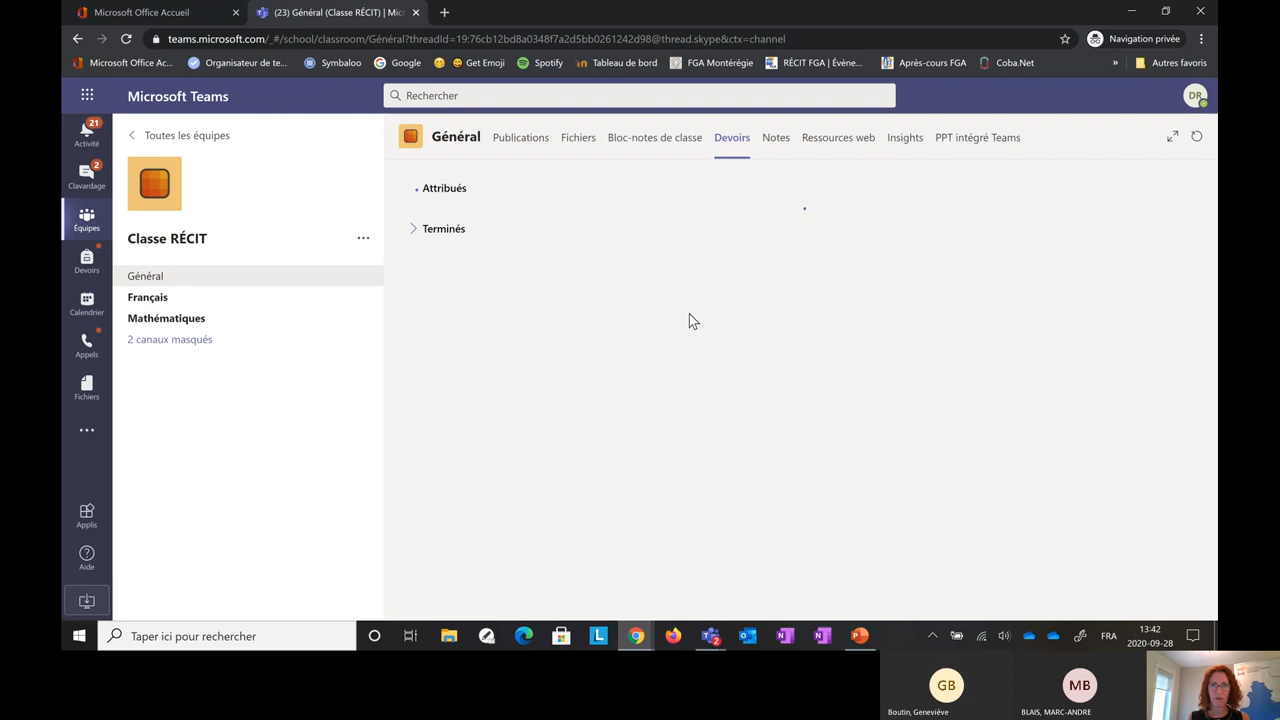 Microsoft Office Accueil
(23) Général (Classe RÉCIT) | Mic
teams.microsoft.com/_#/school/classroom/Général?threadId=19:76cb12bd8a0348f7a2d5bb0261242d98@thread.skype&ctx=channel
Navigation privée
Microsoft Office Ac...
Organisateur de te...
Symbaloo
Google
Get Emoji
Spotify
Tableau de bord
FGA Montérégie
RÉCIT FGA | Évène...
Après-cours FGA
Coba.Net
»
Autres favoris
Microsoft Teams
Rechercher
DR
21
Activité
2
Clavardage
Équipes
Devoirs
Calendrier
Appels
Fichiers
Applis
Aide
Toutes les équipes
Classe RÉCIT
Général
Français
Mathématiques
2 canaux masqués
Général
Publications
Fichiers
Bloc-notes de classe
Devoirs
Notes
Ressources web
Insights
PPT intégré Teams
Attribués
Terminés
Taper ici pour rechercher
L
2
N
N
P
FRA
13:42
2020-09-28
GB
Boutin, Geneviève
MB
BLAIS, MARC-ANDRE